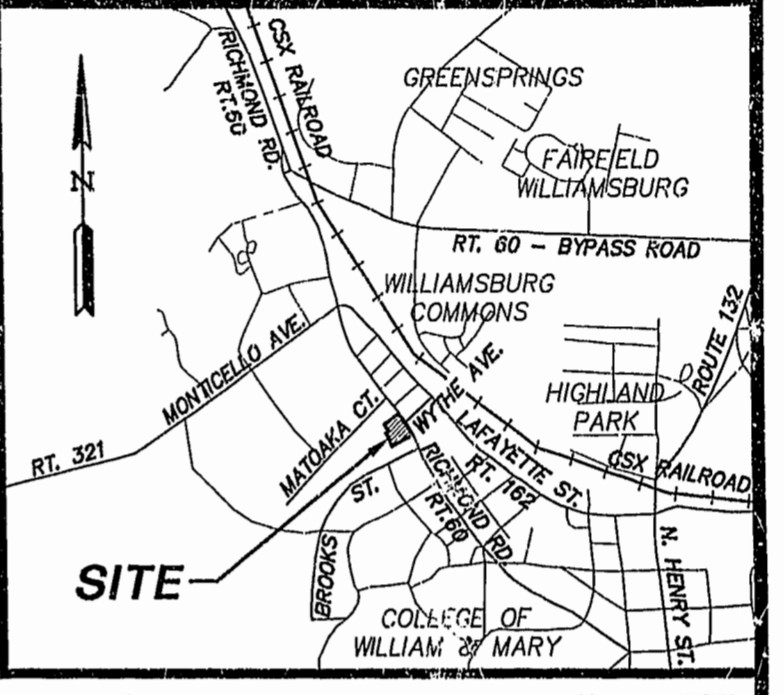 RICHMOND RD.
RT.60
CSX RAILROAD
GREENSPRINGS
N
FAIRFIELD
WILLIAMSBURG
RT. 60 - BYPASS ROAD
WILLIAMSBURG
COMMONS
ROUTE 132
MONTICELLO AVE.
WYTHE AVE.
HIGHLAND
PARK
MATOAKA CT.
LAFAYETTE ST.
RT. 321
CSX RAILROAD
RT. 162
RICHMOND RD.
RT.60
BROOKS ST.
SITE
N. HENRY ST.
COLLEGE OF
WILLIAM & MARY